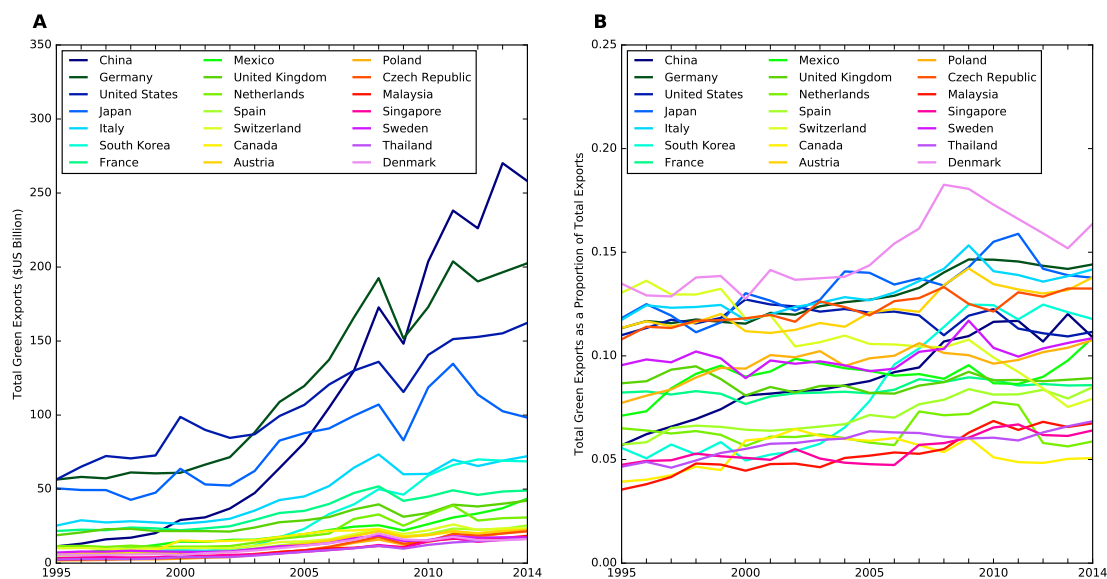 A
Total Green Exports ($US Billion)
350
300
250
200
150
100
50
0
China Mexico Poland
Germany United Kingdom Czech Republic
United States Netherlands Malaysia
Japan Spain Singapore
Italy Switzerland Sweden
South Korea Canada Thailand
France Austria Denmark
1995 2000 2005 2010 2014
B
Total Green Exports as a Proportion of Total Exports
0.25
0.20
0.15
0.10
0.05
0.00
China Mexico Poland
Germany United Kingdom Czech Republic
United States Netherlands Malaysia
Japan Spain Singapore
Italy Switzerland Sweden
South Korea Canada Thailand
France Austria Denmark
1995 2000 2005 2010 2014